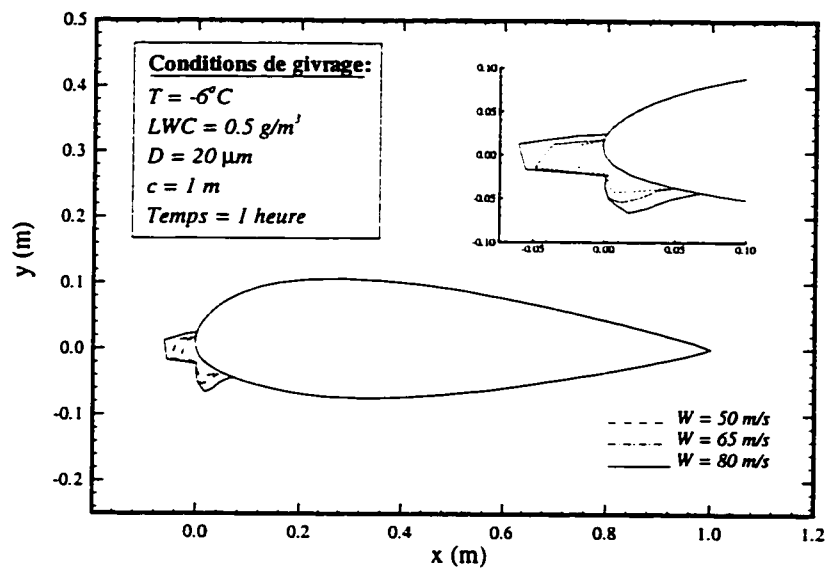 0.5
0.4
0.3
0.2
0.1
0.0
-0.1
-0.2
y (m)
Conditions de givrage:
T = -6°C
LWC = 0.5 g/m³
D = 20 μm
c = 1 m
Temps = 1 heure
0.10
0.05
0.00
-0.05
-0.10
-0.05
0.00
0.05
0.10
W = 50 m/s
W = 65 m/s
W = 80 m/s
0.0
0.2
0.4
0.6
0.8
1.0
1.2
x (m)